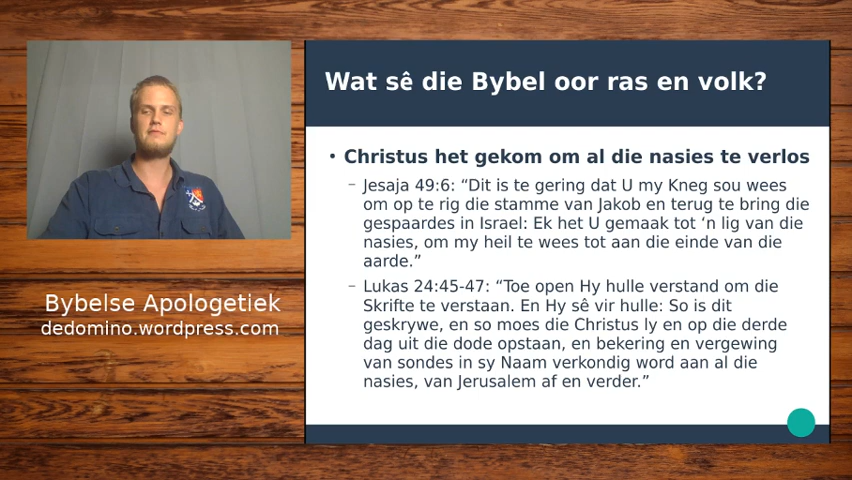 Wat sê die Bybel oor ras en volk?
• Christus het gekom om al die nasies te verlos
– Jesaja 49:6: “Dit is te gering dat U my Kneg sou wees
om op te rig die stamme van Jakob en terug te bring die
gespaardes in Israel: Ek het U gemaak tot ‘n lig van die
nasies, om my heil te wees tot aan die einde van die
aarde.”
– Lukas 24:45-47: “Toe open Hy hulle verstand om die
Skrifte te verstaan. En Hy sê vir hulle: So is dit
geskrywe, en so moes die Christus ly en op die derde
dag uit die dode opstaan, en bekering en vergewing
van sondes in sy Naam verkondig word aan al die
nasies, van Jerusalem af en verder.”
Bybelse Apologetiek
dedomino.wordpress.com